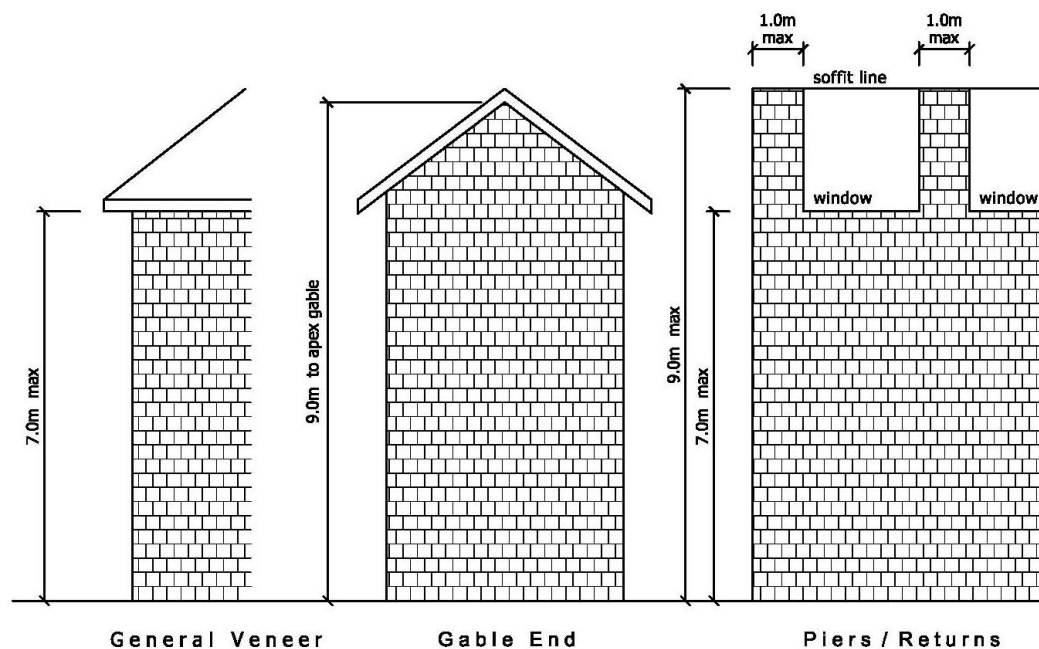 1.0m
max
1.0m
max
soffit line
window
window
7.0m max
9.0m to apex gable
9.0m max
7.0m max
General Veneer
Gable End
Piers / Returns